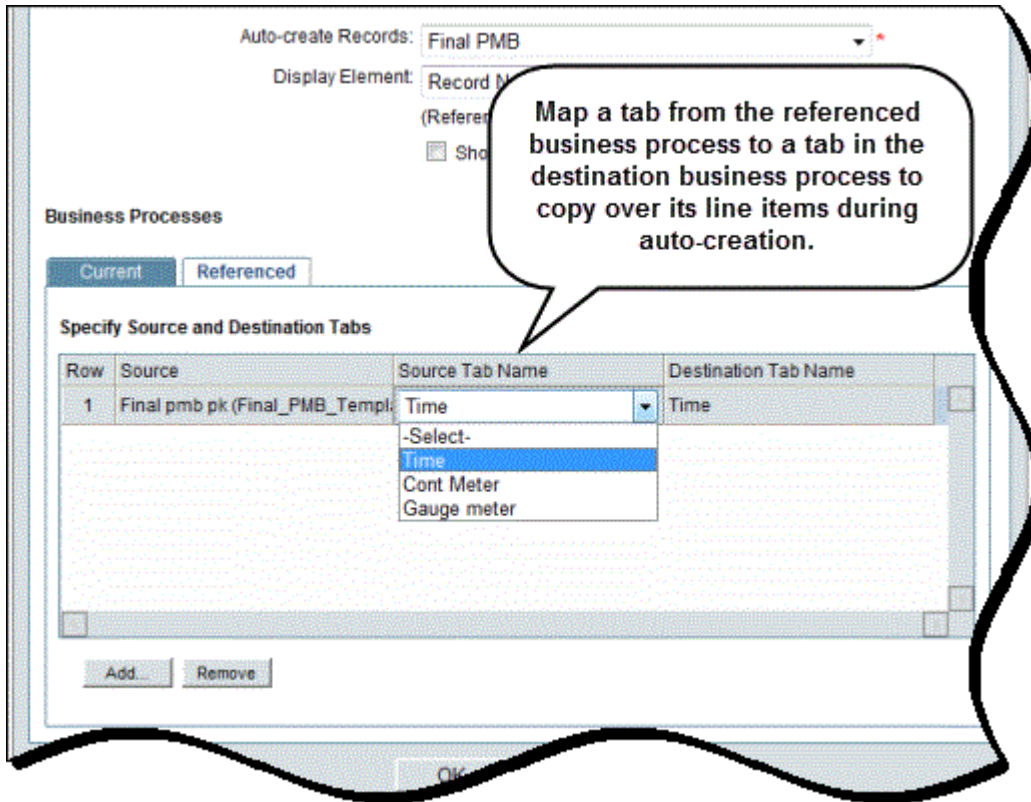 Auto-create Records: Final PMB *
Display Element: Record N
(Referen
Sho
Map a tab from the referenced
business process to a tab in the
destination business process to
copy over its line items during
auto-creation.
Business Processes
Current Referenced
Specify Source and Destination Tabs
Row Source Source Tab Name Destination Tab Name
1 Final pmb pk (Final_PMB_Templa Time Time
-Select-
Time
Cont Meter
Gauge meter
Add... Remove
OK